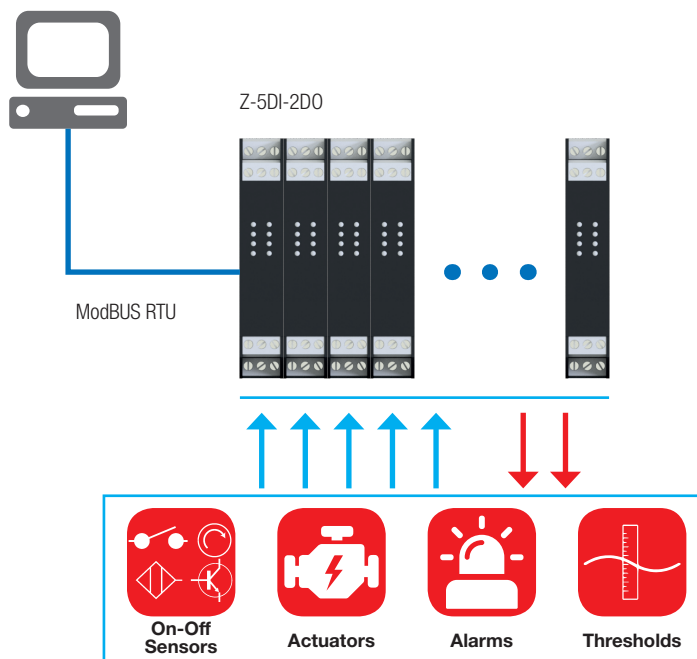 Z-5DI-2DO
ModBUS RTU
On-Off
Sensors
Actuators
Alarms
Thresholds